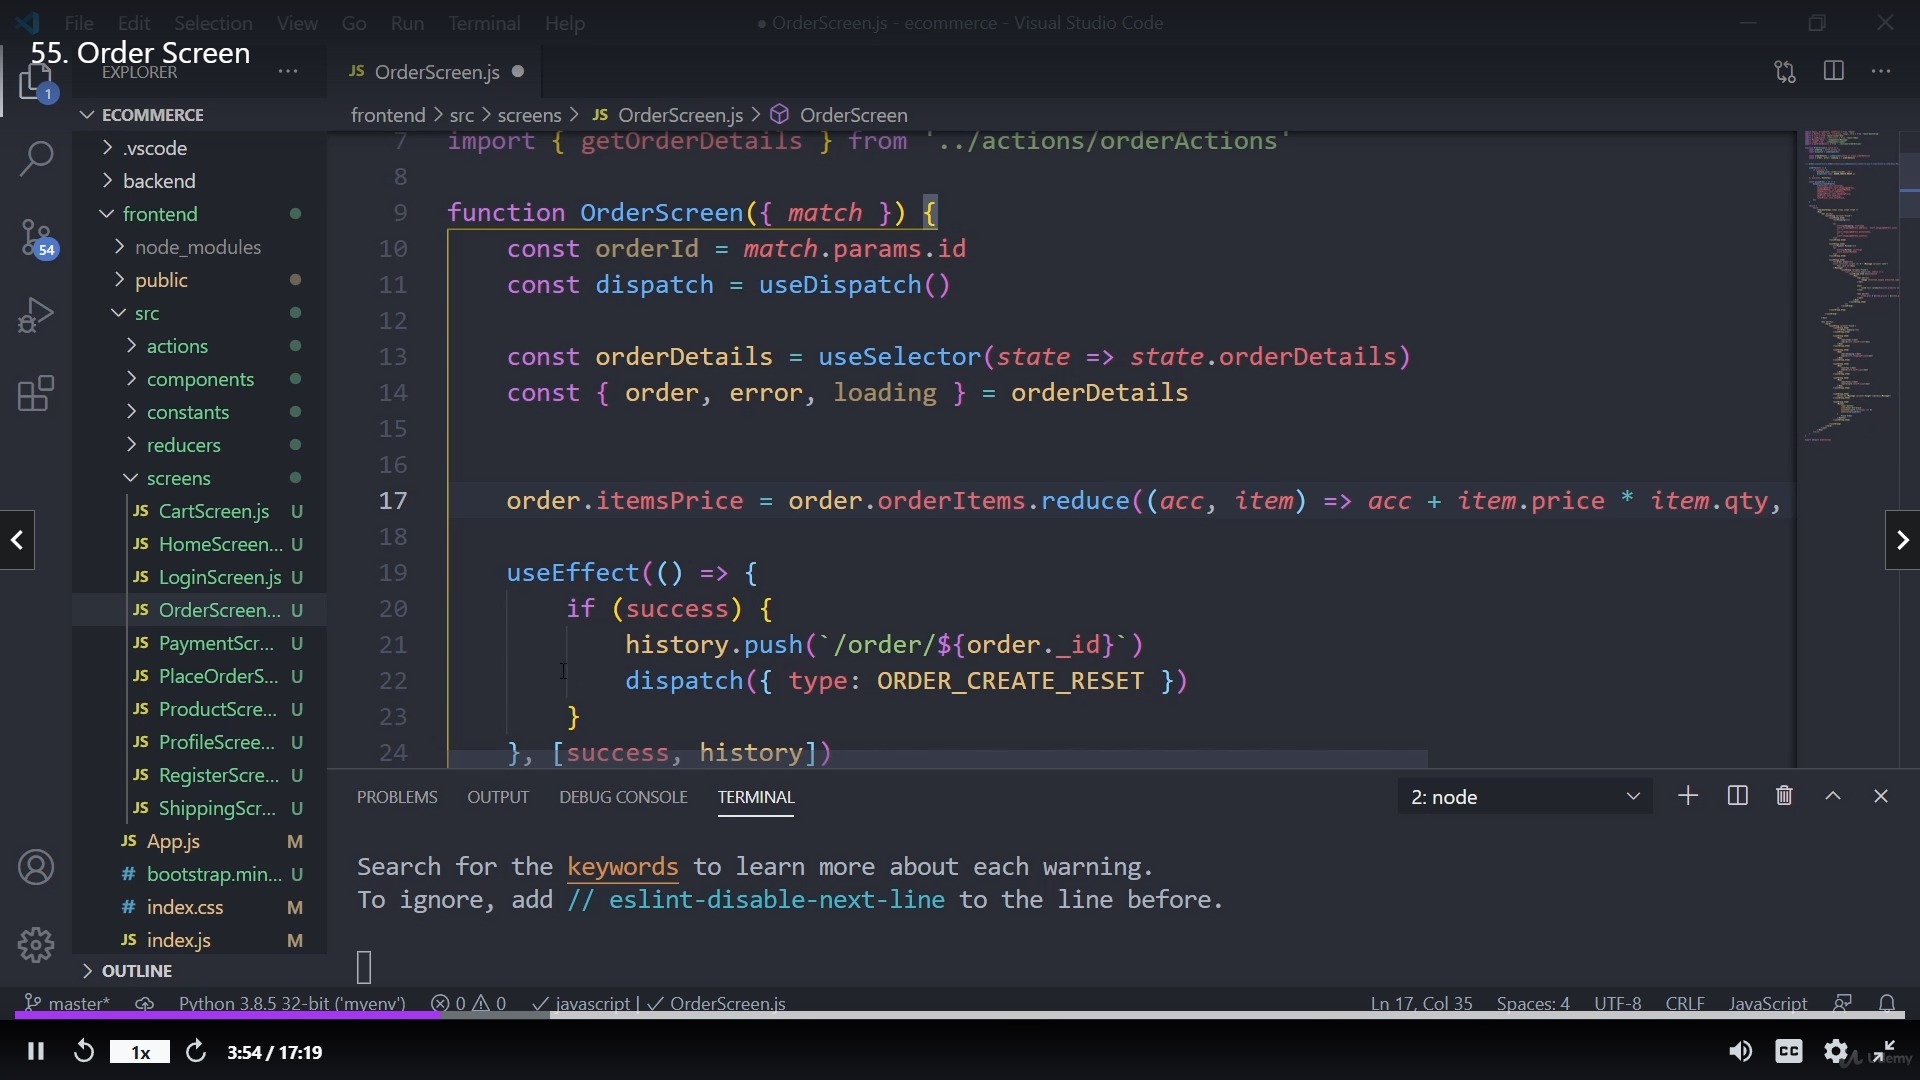 File Edit Selection View Go Run Terminal Help
● OrderScreen.js - ecommerce - Visual Studio Code
55. Order Screen
EXPLORER
JS OrderScreen.js
1
ECOMMERCE
frontend > src > screens > JS OrderScreen.js > OrderScreen
.vscode
backend
frontend
node_modules
public
src
actions
components
constants
reducers
screens
JS CartScreen.js U
JS HomeScreen... U
JS LoginScreen.js U
JS OrderScreen... U
JS PaymentScr... U
JS PlaceOrderS... U
JS ProductScre... U
JS ProfileScree... U
JS RegisterScre... U
JS ShippingScr... U
JS App.js M
# bootstrap.min... U
# index.css M
JS index.js M
OUTLINE
54
7 import { getOrderDetails } from '../actions/orderActions'
8
9 function OrderScreen({ match }) {
10 const orderId = match.params.id
11 const dispatch = useDispatch()
12
13 const orderDetails = useSelector(state => state.orderDetails)
14 const { order, error, loading } = orderDetails
15
16
17 order.itemsPrice = order.orderItems.reduce((acc, item) => acc + item.price * item.qty,
18
19 useEffect(() => {
20 if (success) {
21 history.push(`/order/${order._id}`)
22 dispatch({ type: ORDER_CREATE_RESET })
23 }
24 }, [success, history])
PROBLEMS OUTPUT DEBUG CONSOLE TERMINAL
2: node
Search for the keywords to learn more about each warning.
To ignore, add // eslint-disable-next-line to the line before.
master* Python 3.8.5 32-bit ('myenv') 0 0 javascript | OrderScreen.js
Ln 17, Col 35 Spaces: 4 UTF-8 CRLF JavaScript
1x 3:54 / 17:19
CC
Udemy